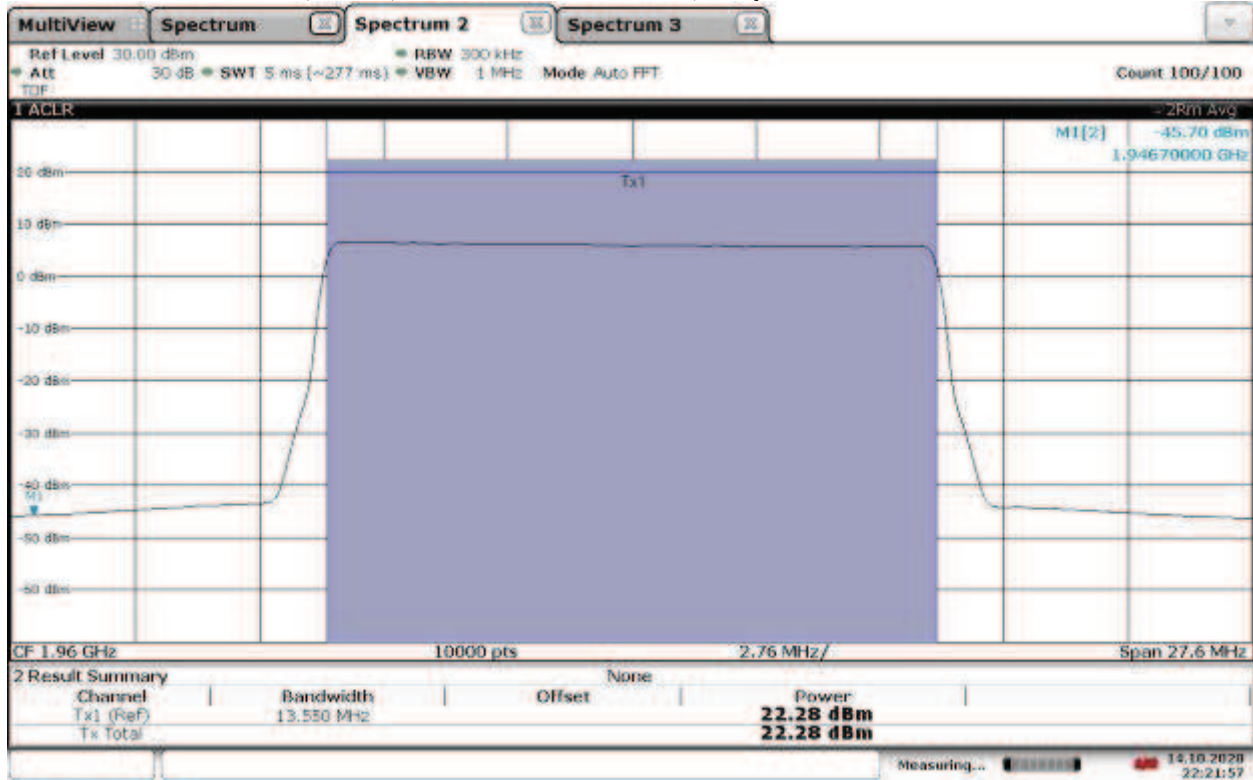 MultiView Spectrum Spectrum 2 Spectrum 3
Ref Level 30.00 dBm RBW 300 kHz
Att 30 dB SWT 5 ms (~277 ms) VBW 1 MHz Mode Auto FFT Count 100/100
TDF
1 ACLR 2Rm Avg
M1[2] -45.70 dBm
1.94670000 GHz
20 dBm
Tx1
10 dBm
0 dBm
-10 dBm
-20 dBm
-30 dBm
-40 dBm
M1
-50 dBm
-60 dBm
CF 1.96 GHz 10000 pts 2.76 MHz/ Span 27.6 MHz
2 Result Summary None
Channel Bandwidth Offset Power
Tx1 (Ref) 13.550 MHz 22.28 dBm
Tx Total 22.28 dBm
Measuring... 14.10.2020
22:21:57